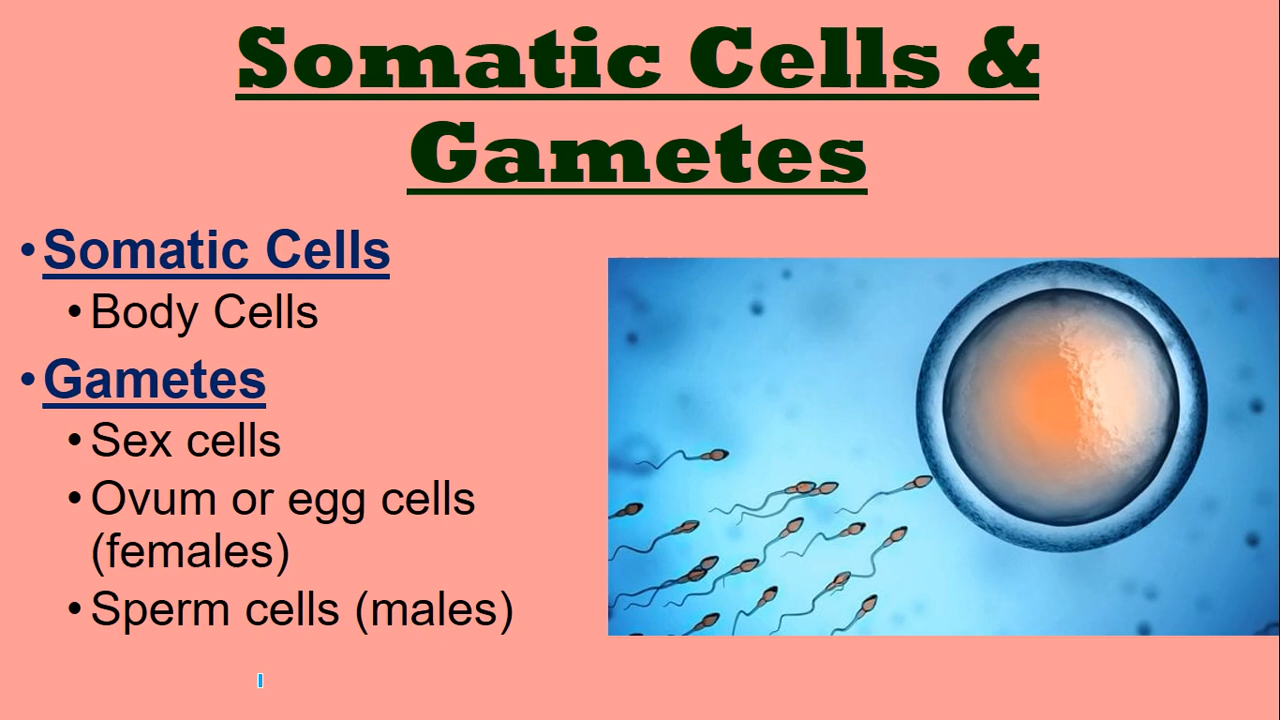 Somatic Cells &
Gametes
•Somatic Cells
•Body Cells
•Gametes
•Sex cells
•Ovum or egg cells
(females)
•Sperm cells (males)